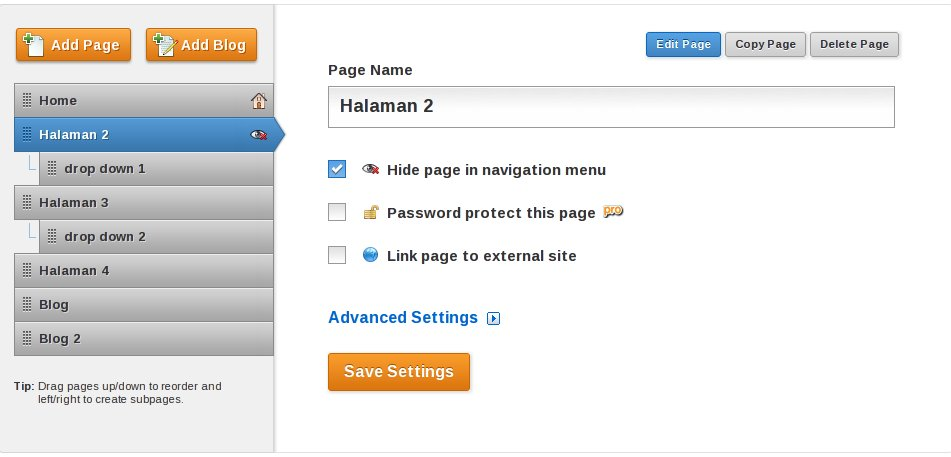 Add Page
Add Blog
Home
Halaman 2
drop down 1
Halaman 3
drop down 2
Halaman 4
Blog
Blog 2
Tip: Drag pages up/down to reorder and
left/right to create subpages.
Edit Page
Copy Page
Delete Page
Page Name
Halaman 2
Hide page in navigation menu
Password protect this page pro
Link page to external site
Advanced Settings
Save Settings